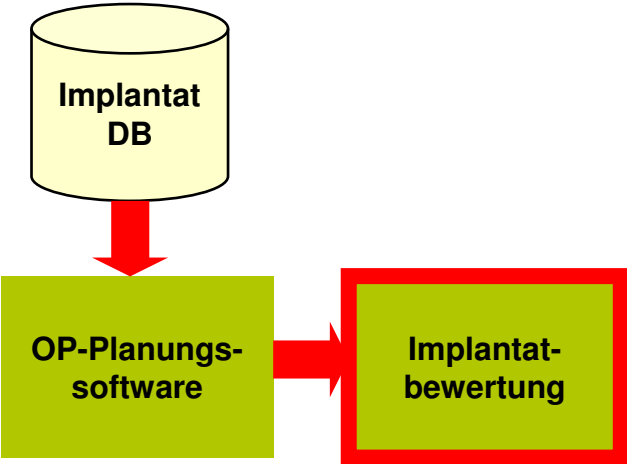 Implantat
DB
OP-Planungs-
software
Implantat-
bewertung